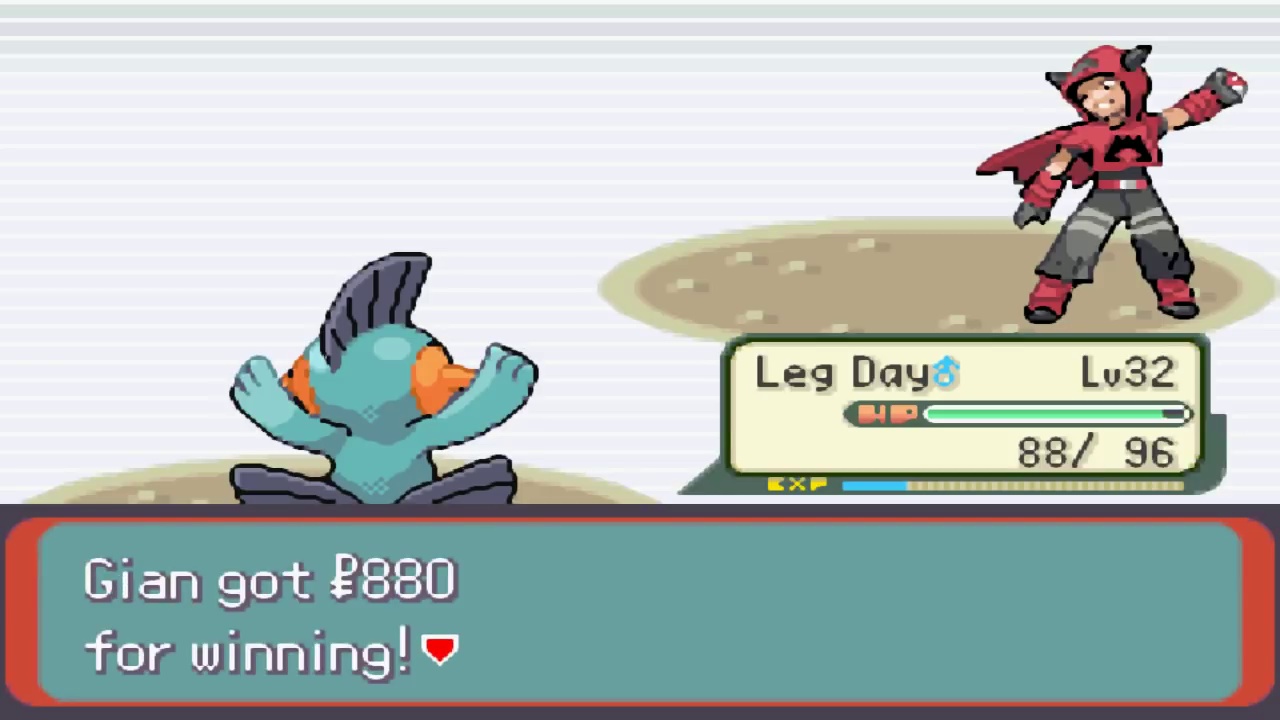 Leg Day♂ Lv32
HP
88/ 96
EXP
Gian got ₽880
for winning!